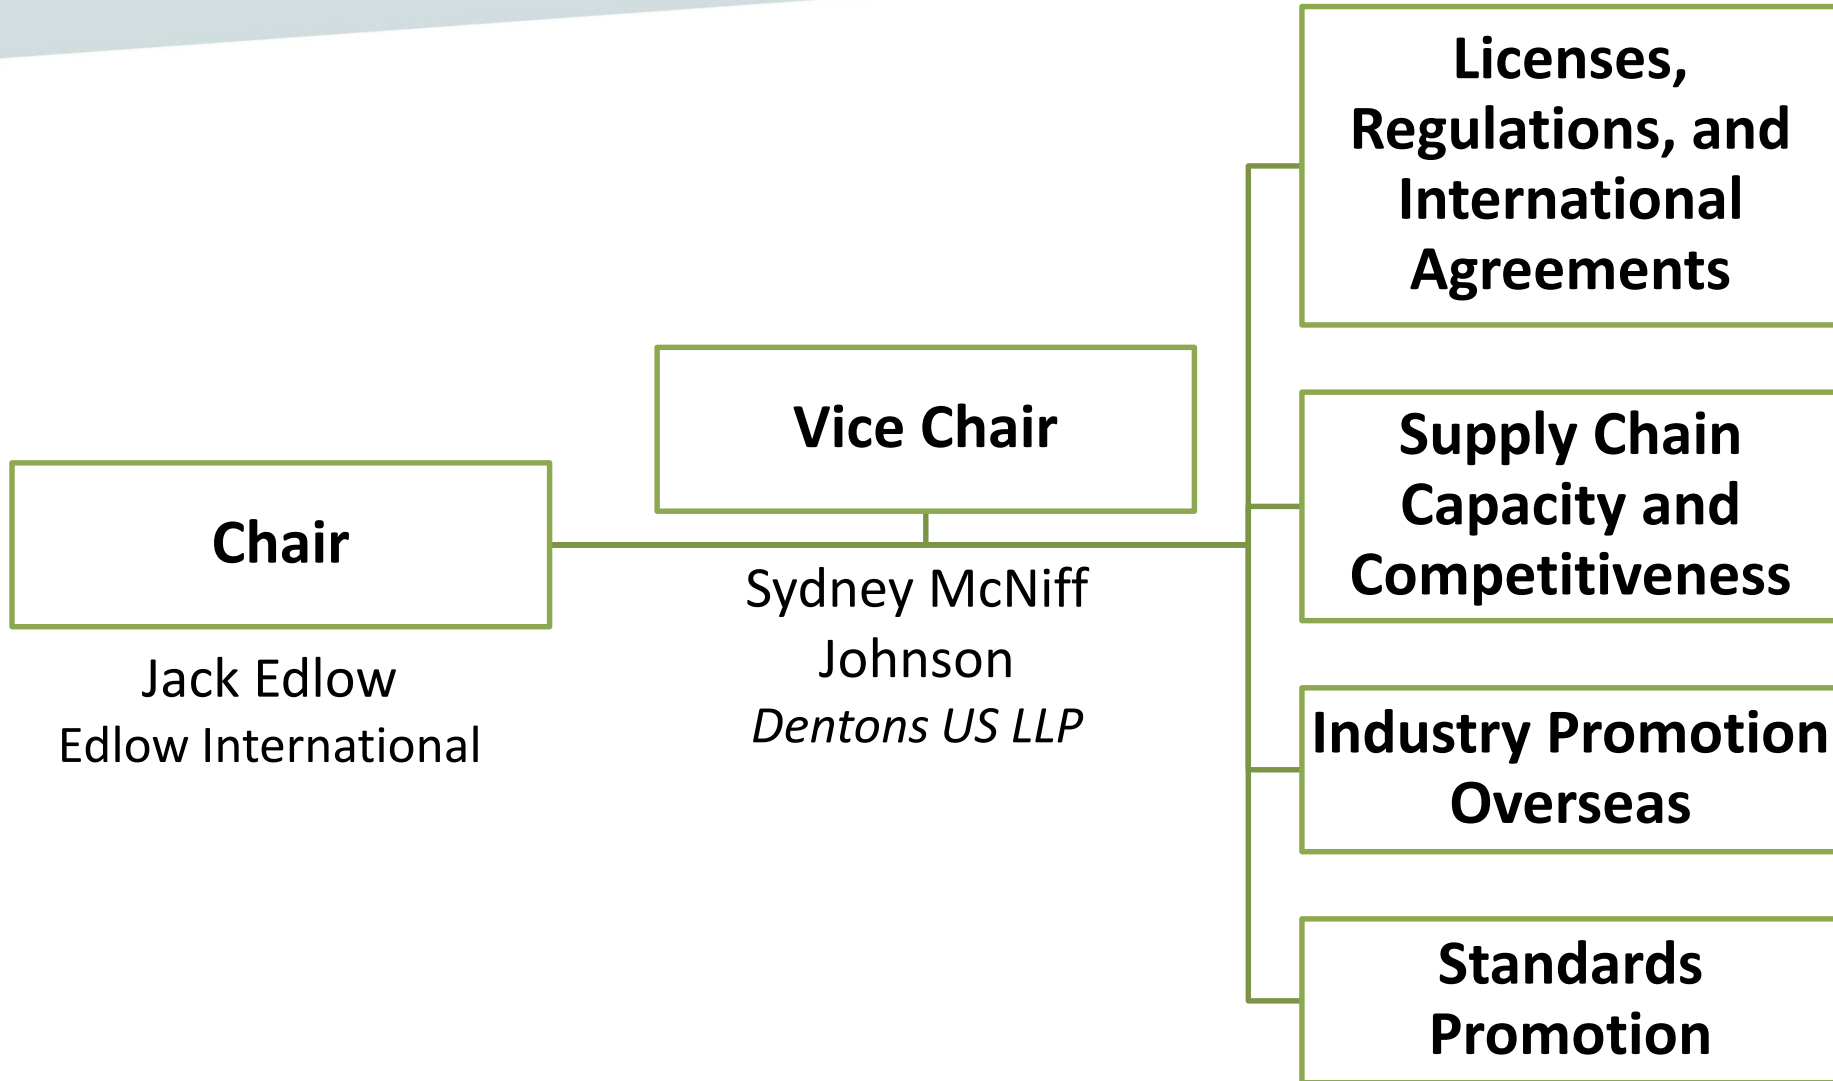 Chair
Jack Edlow
Edlow International
Vice Chair
Sydney McNiff
Johnson
Dentons US LLP
Licenses,
Regulations, and
International
Agreements
Supply Chain
Capacity and
Competitiveness
Industry Promotion
Overseas
Standards
Promotion